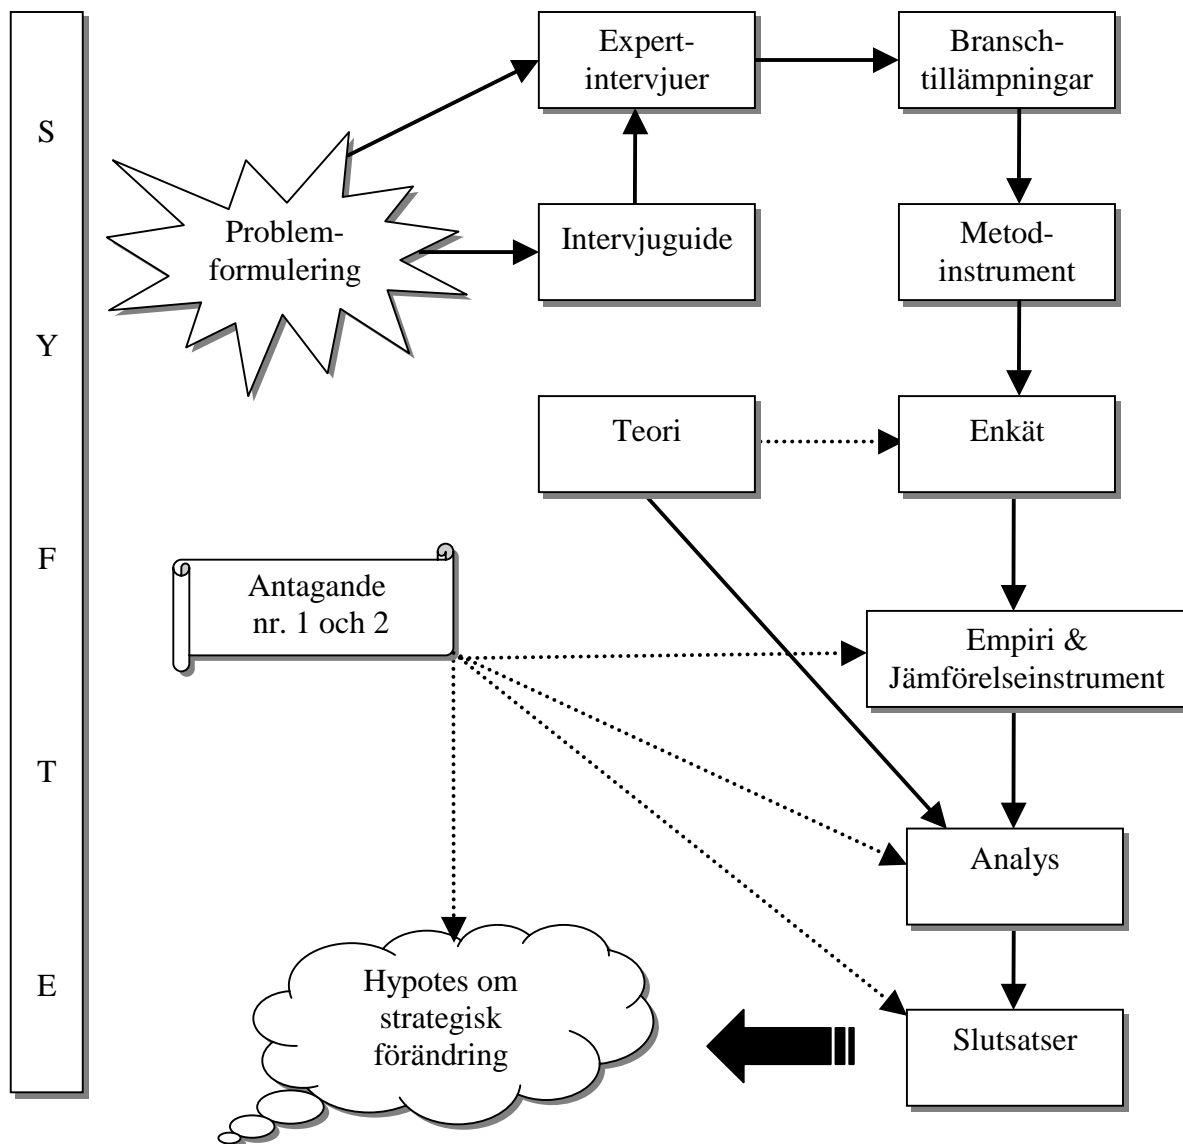 S
Y
F
T
E
Expert-
intervjuer
Bransch-
tillämpningar
Problem-
formulering
Intervjuguide
Metod-
instrument
Teori
Enkät
Antagande
nr. 1 och 2
Empiri &
Jämförelseinstrument
Analys
Hypotes om
strategisk
förändring
Slutsatser